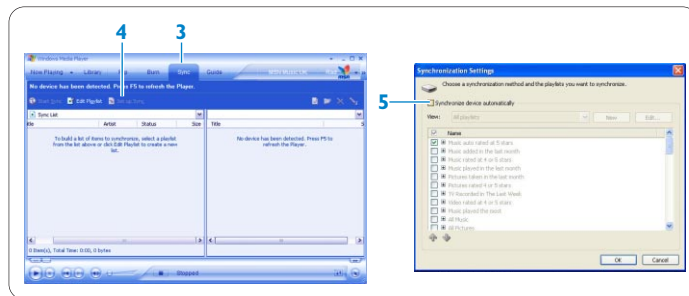 4
3
Windows Media Player
Now Playing
Library
Burn
Sync
Guide
No device has been detected. Press F5 to refresh the Player.
Start Sync
Edit Playlist
Set up Sync
Sync List
Artist
Status
Size
Title
To build a list of items to synchronize, select a playlist
from the list above or click Edit Playlist to create a new
list.
No device has been detected. Press F5 to
refresh the Player.
0 Item(s), Total Time: 0:00, 0 bytes
Stopped
5
Synchronization Settings
Choose a synchronization method and the playlists you want to synchronize.
Synchronize device automatically
View:
All playlists
New
Edit...
Name
Music auto rated at 5 stars
Music added in the last month
Music rated at 4 or 5 stars
Music played in the last month
Pictures taken in the last month
Pictures rated 4 or 5 stars
TV Recorded in The Last Week
Video rated at 4 or 5 stars
Music played the most
All Music
All Pictures
OK
Cancel